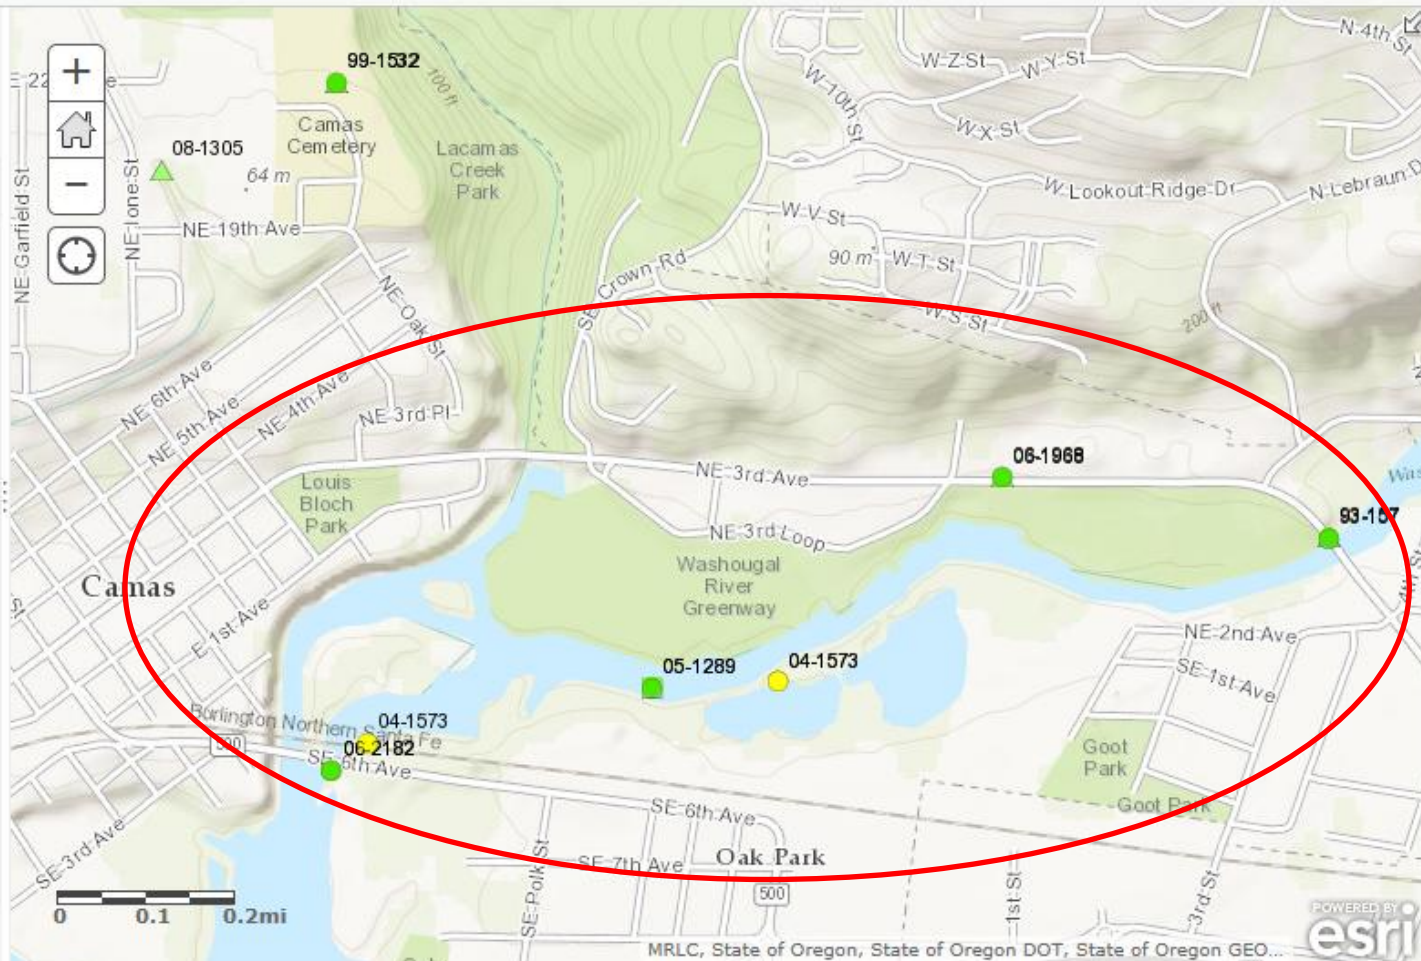 N 4th St
99-1532
W Z St
W Y St
W 10th St
100 ft
Camas
Cemetery
W X St
08-1305
64 m
Lacamas
Creek
Park
NE Garfield St
NE Ione St
W Lookout Ridge Dr
N Lebraun D
W V St
NE 19th Ave
90 m
W T St
SE Crown Rd
NE Oak St
W S St
200 ft
NE 6th Ave
NE 5th Ave
NE 4th Ave
NE 3rd Pl
06-1968
NE 3rd Ave
Louis
Bloch
Park
Was
93-157
NE 3rd Loop
Washougal
River
Greenway
Camas
E 1st Ave
NE 2nd Ave
05-1289
04-1573
SE 1st Ave
Burlington Northern Santa Fe
04-1573
06-2182
SE 6th Ave
Goot
Park
Goot Park
SE 6th Ave
SE 3rd Ave
SE 7th Ave
Oak Park
SE Polk St
500
1st St
3rd St
0 0.1 0.2mi
POWERED BY
esri
MRLC, State of Oregon, State of Oregon DOT, State of Oregon GEO...